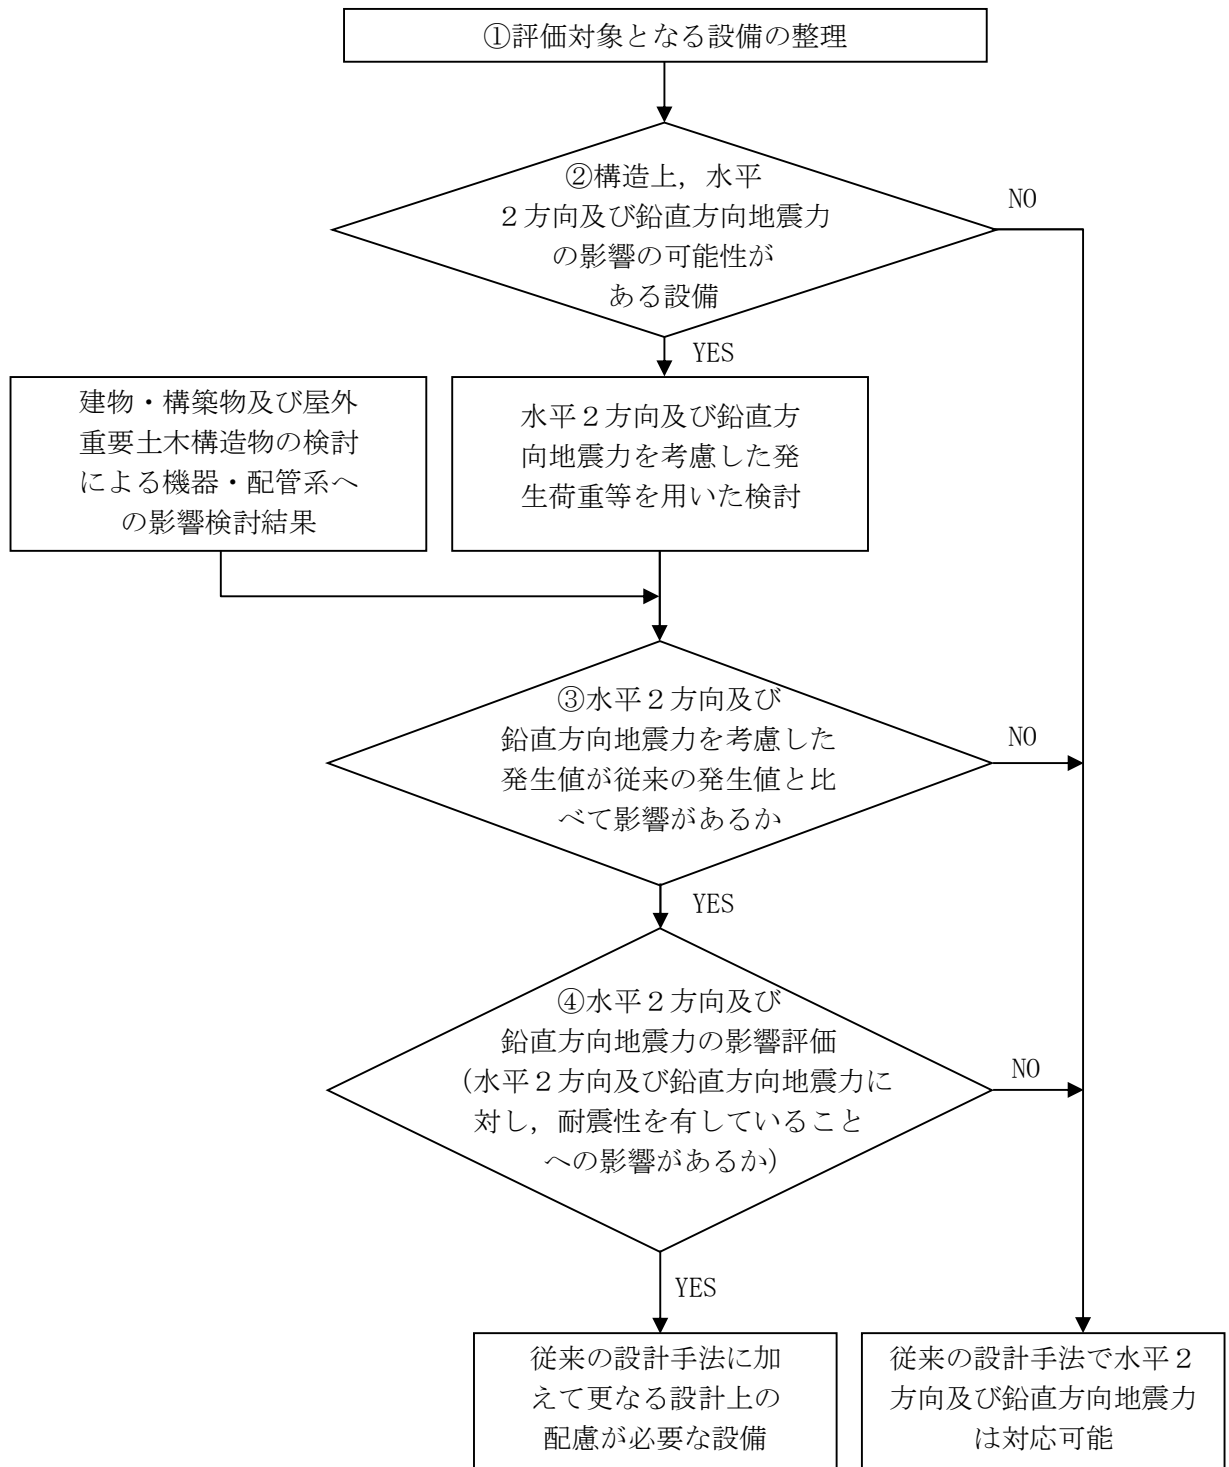 ①評価対象となる設備の整理
②構造上，水平
２方向及び鉛直方向地震力
の影響の可能性が
ある設備
NO
YES
建物・構築物及び屋外
重要土木構造物の検討
による機器・配管系へ
の影響検討結果
水平２方向及び鉛直方
向地震力を考慮した発
生荷重等を用いた検討
③水平２方向及び
鉛直方向地震力を考慮した
発生値が従来の発生値と比
べて影響があるか
NO
YES
④水平２方向及び
鉛直方向地震力の影響評価
（水平２方向及び鉛直方向地震力に
対し，耐震性を有していること
への影響があるか）
NO
YES
従来の設計手法に加
えて更なる設計上の
配慮が必要な設備
従来の設計手法で水平２
方向及び鉛直方向地震力
は対応可能